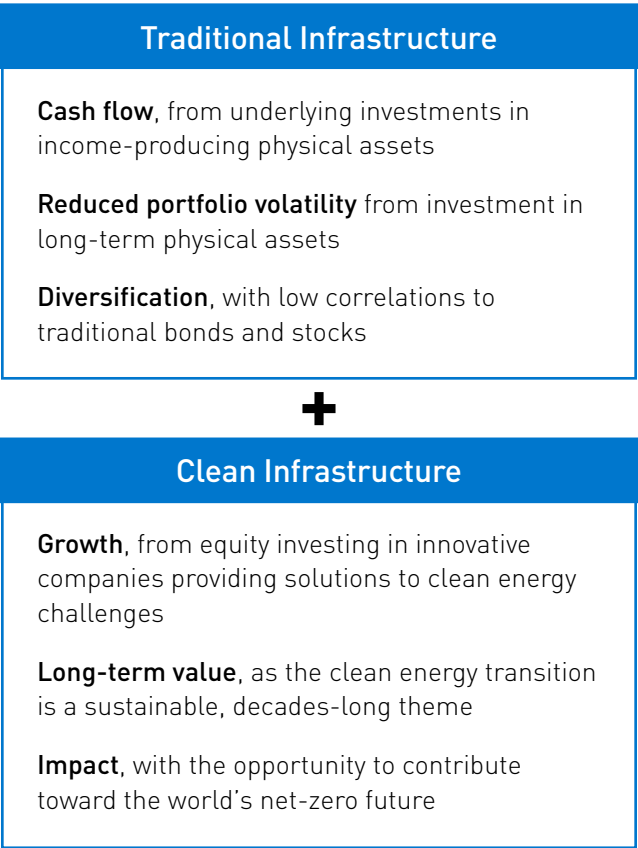 Traditional Infrastructure
Cash flow, from underlying investments in
income-producing physical assets
Reduced portfolio volatility from investment in
long-term physical assets
Diversification, with low correlations to
traditional bonds and stocks
+
Clean Infrastructure
Growth, from equity investing in innovative
companies providing solutions to clean energy
challenges
Long-term value, as the clean energy transition
is a sustainable, decades-long theme
Impact, with the opportunity to contribute
toward the world's net-zero future